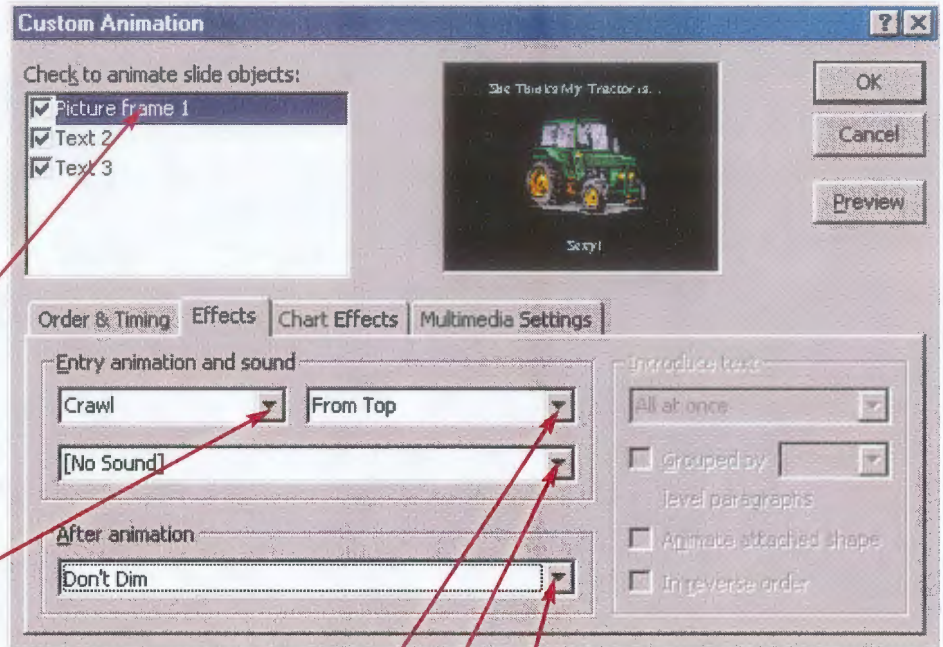 Custom Animation
Check to animate slide objects:
Picture frame 1
Text 2
Text 3
She Thinks My Tractor is...
Sexy!
OK
Cancel
Preview
Order & Timing
Effects
Chart Effects
Multimedia Settings
Entry animation and sound
Crawl
From Top
[No Sound]
After animation
Don't Dim
Introduce text
All at once
Grouped by
level paragraphs
Animate attached shape
In reverse order